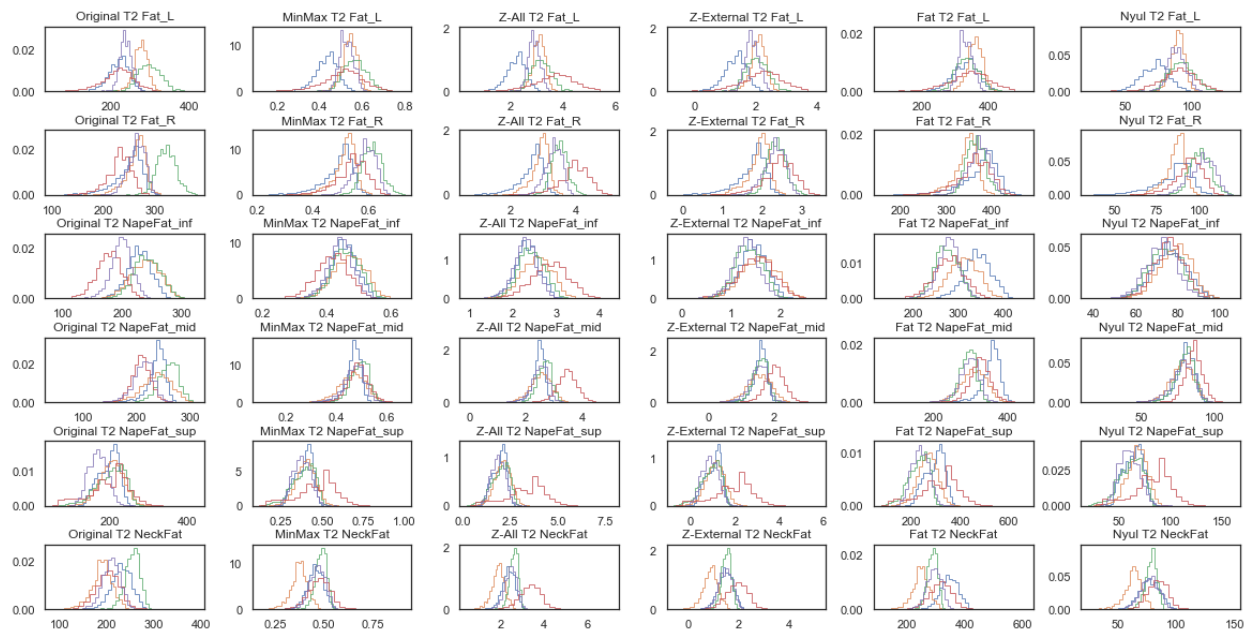 Original T2 Fat_L MinMax T2 Fat_L Z-All T2 Fat_L Z-External T2 Fat_L Fat T2 Fat_L Nyul T2 Fat_L
0.02 10 2 2 0.02 0.05
0.00 0 0 0 0.00 0.00
200 400 0.2 0.4 0.6 0.8 2 4 6 0 2 4 200 400 50 100
Original T2 Fat_R MinMax T2 Fat_R Z-All T2 Fat_R Z-External T2 Fat_R Fat T2 Fat_R Nyul T2 Fat_R
0.02 10 2 2 0.02 0.05
0.00 0 0 0 0.00 0.00
100 200 300 0.2 0.4 0.6 2 4 0 1 2 3 200 300 400 50 75 100
Original T2 NapeFat_inf MinMax T2 NapeFat_inf Z-All T2 NapeFat_inf Z-External T2 NapeFat_inf Fat T2 NapeFat_inf Nyul T2 NapeFat_inf
0.02 10 1 1 0.01 0.05
0.00 0 0 0 0.00 0.00
100 200 300 0.2 0.4 0.6 1 2 3 4 0 1 2 200 300 400 40 60 80 100
Original T2 NapeFat_mid MinMax T2 NapeFat_mid Z-All T2 NapeFat_mid Z-External T2 NapeFat_mid Fat T2 NapeFat_mid Nyul T2 NapeFat_mid
0.02 10 2 2 0.02 0.05
0.00 0 0 0 0.00 0.00
100 200 300 0.2 0.4 0.6 0 2 4 0 2 200 400 50 100
Original T2 NapeFat_sup MinMax T2 NapeFat_sup Z-All T2 NapeFat_sup Z-External T2 NapeFat_sup Fat T2 NapeFat_sup Nyul T2 NapeFat_sup
0.01 5 1 1 0.01 0.025
0.00 0 0 0 0.00 0.000
200 400 0.25 0.50 0.75 1.00 0.0 2.5 5.0 7.5 0 2 4 6 200 400 600 50 100 150
Original T2 NeckFat MinMax T2 NeckFat Z-All T2 NeckFat Z-External T2 NeckFat Fat T2 NeckFat Nyul T2 NeckFat
0.02 10 2 2 0.02 0.05
0.00 0 0 0 0.00 0.00
100 200 300 400 0.25 0.50 0.75 0 2 4 6 0 2 4 200 400 600 50 100 150